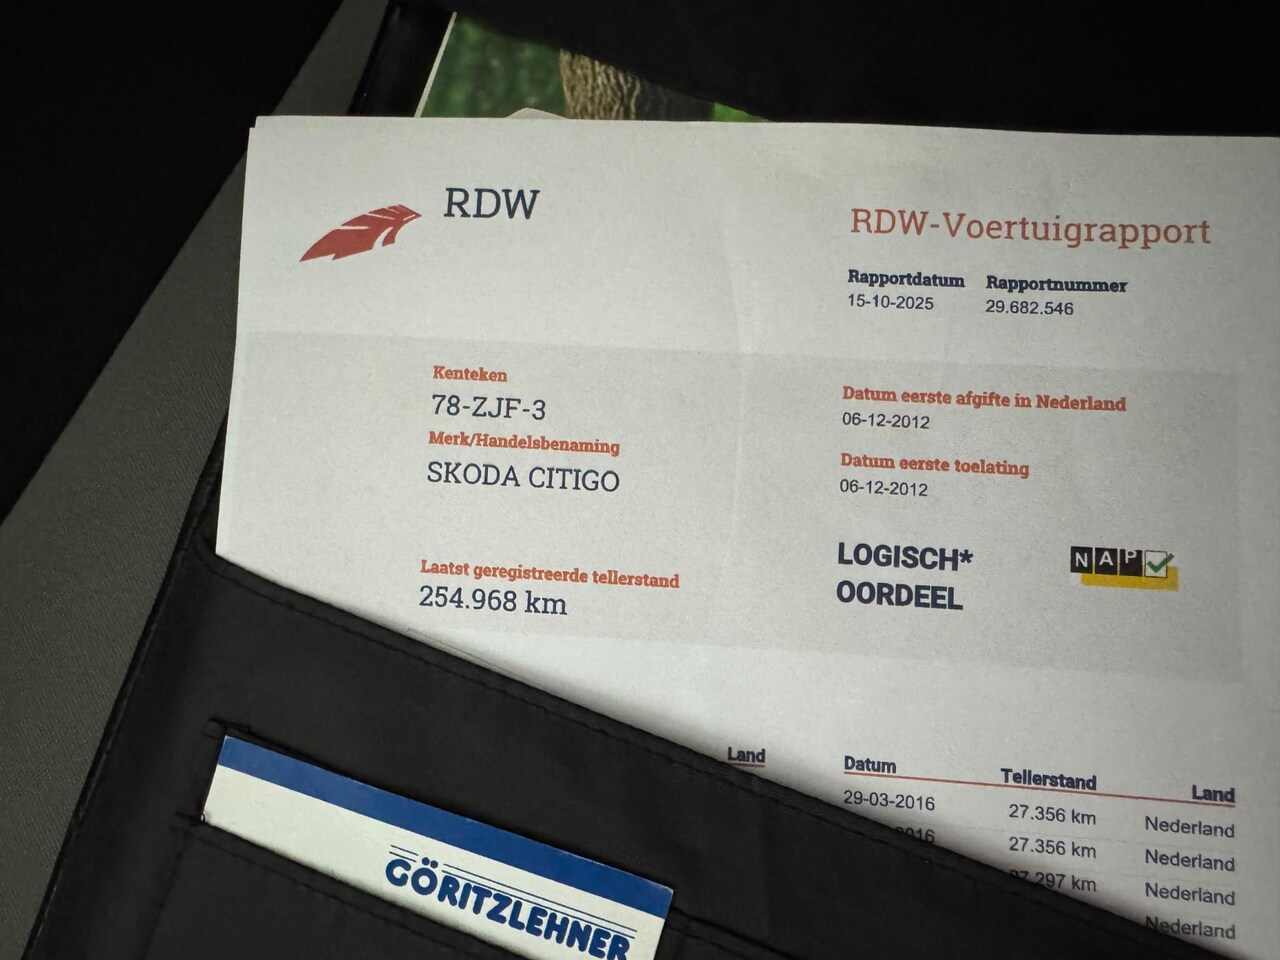 RDW
RDW-Voertuigrapport
Rapportdatum Rapportnummer
15-10-2025 29.682.546
Kenteken
78-ZJF-3
Merk/Handelsbenaming
SKODA CITIGO
Laatst geregistreerde tellerstand
254.968 km
Datum eerste afgifte in Nederland
06-12-2012
Datum eerste toelating
06-12-2012
LOGISCH*
OORDEEL
NAP
Land
Datum Tellerstand Land
29-03-2016 27.356 km Nederland
27.356 km Nederland
km Nederland
Nederland
GÖRITZLEHNER